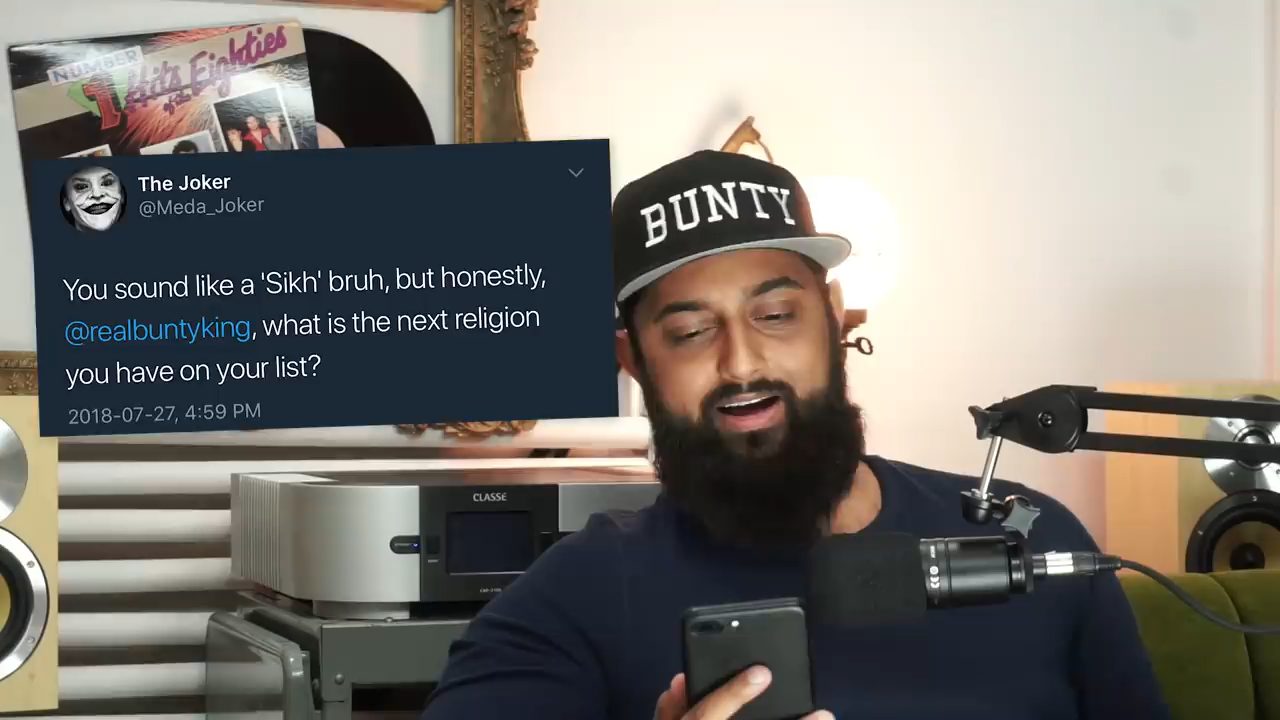 NUMBER
1 Hits
of the Eighties
The Joker
@Meda_Joker
You sound like a 'Sikh' bruh, but honestly,
@realbuntyking, what is the next religion
you have on your list?
2018-07-27, 4:59 PM
BUNTY
CLASSE